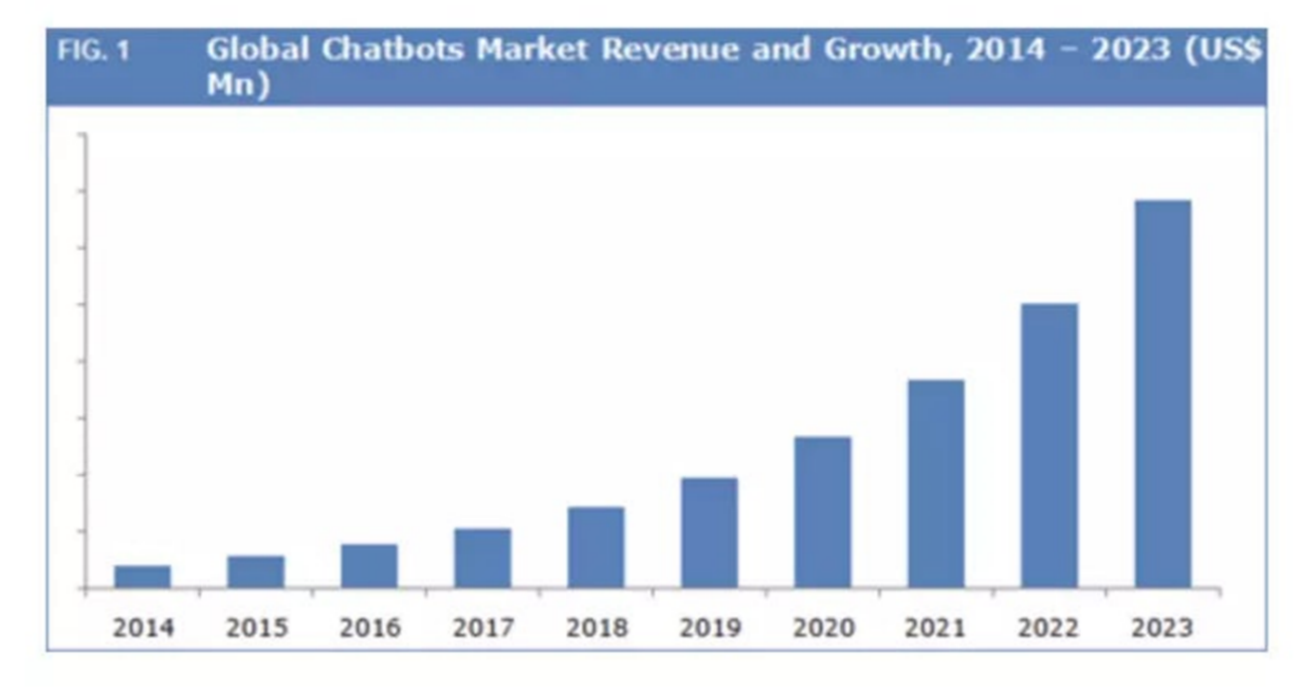 FIG. 1 Global Chatbots Market Revenue and Growth, 2014 – 2023 (US$
Mn)
2014 2015 2016 2017 2018 2019 2020 2021 2022 2023